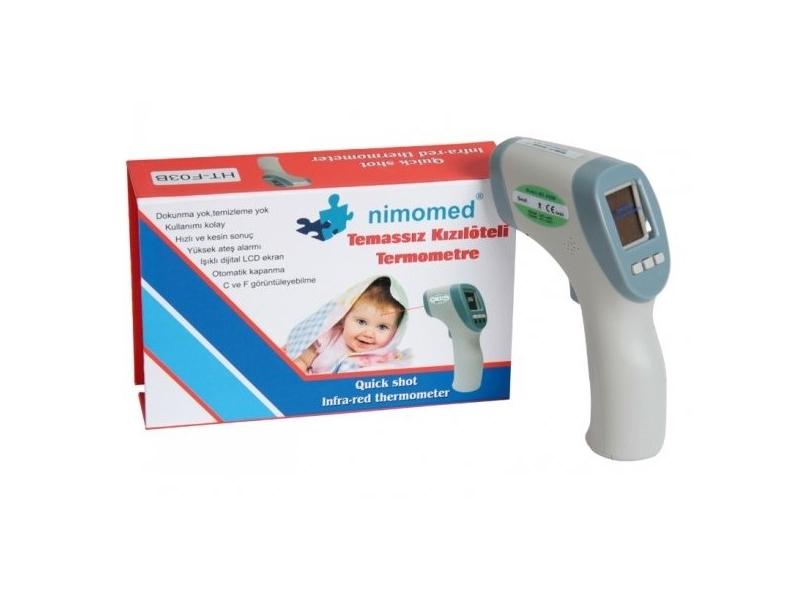 Quick shot
Infra-red thermometer
HT-F03B
nimomed®
Temassız Kızılöteli
Termometre
Dokunma yok,temizleme yok
Kullanımı kolay
Hızlı ve kesin sonuç
Yüksek ateş alarmı
Işıklı dijital LCD ekran
Otomatik kapanma
C ve F görüntüleyebilme
Quick shot
Infra-red thermometer